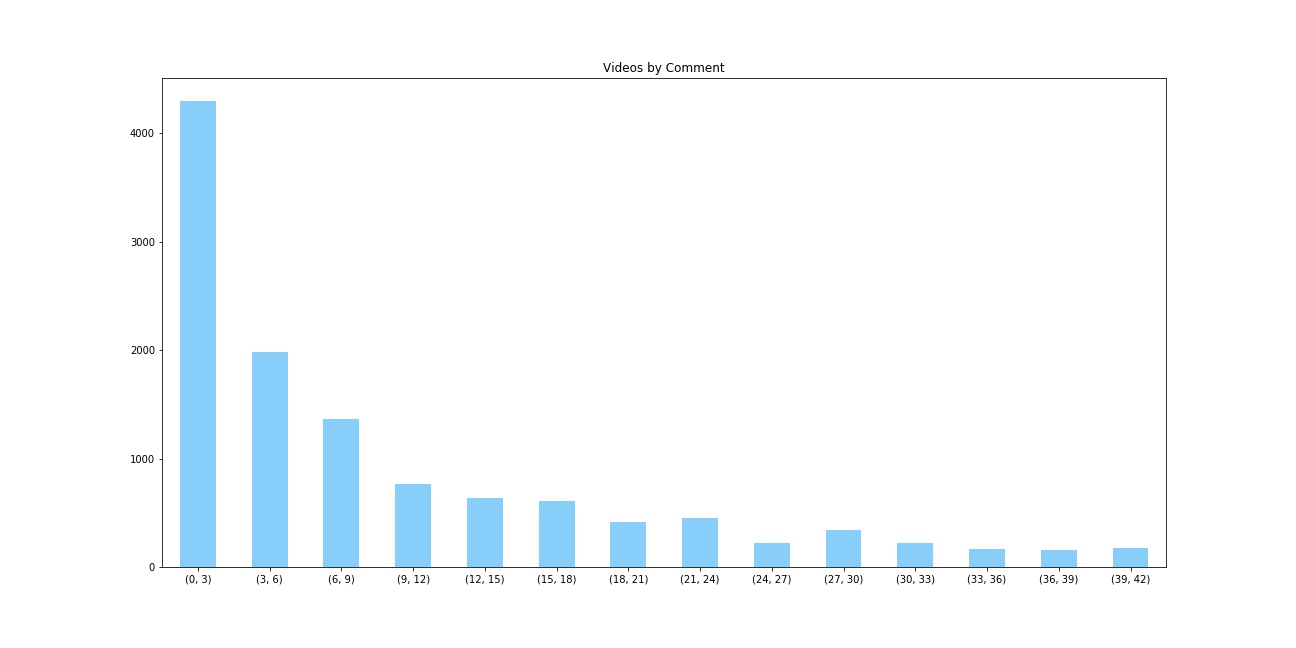 Videos by Comment
4000
3000
2000
1000
0
(0, 3) (3, 6) (6, 9) (9, 12) (12, 15) (15, 18) (18, 21) (21, 24) (24, 27) (27, 30) (30, 33) (33, 36) (36, 39) (39, 42)